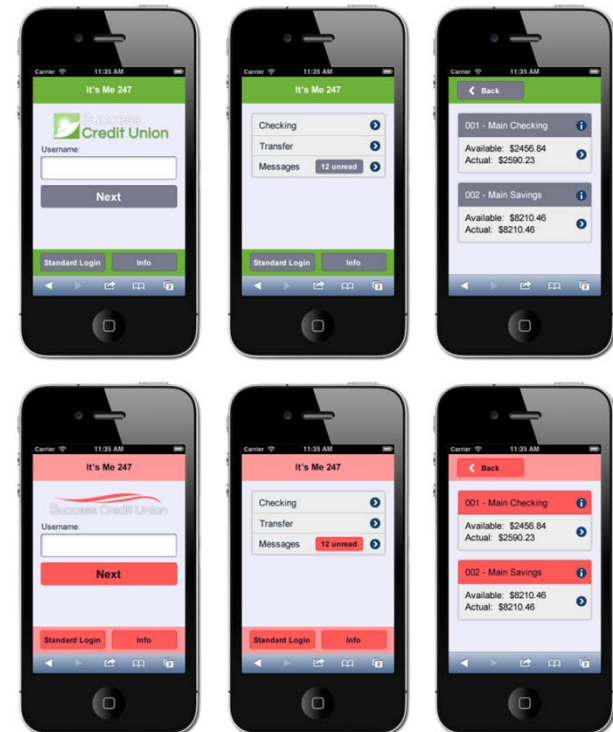 Carrier 11:35 AM
It's Me 247
Success
Credit Union
Username:
Next
Standard Login Info
Carrier 11:35 AM
It's Me 247
Checking
Transfer
Messages 12 unread
Standard Login Info
Carrier 11:35 AM
Back
001 - Main Checking
Available: $2456.84
Actual: $2590.23
002 - Main Savings
Available: $8210.46
Actual: $8210.46
Carrier 11:35 AM
It's Me 247
Success Credit Union
Username:
Next
Standard Login Info
Carrier 11:35 AM
It's Me 247
Checking
Transfer
Messages 12 unread
Standard Login Info
Carrier 11:35 AM
Back
001 - Main Checking
Available: $2456.84
Actual: $2590.23
002 - Main Savings
Available: $8210.46
Actual: $8210.46